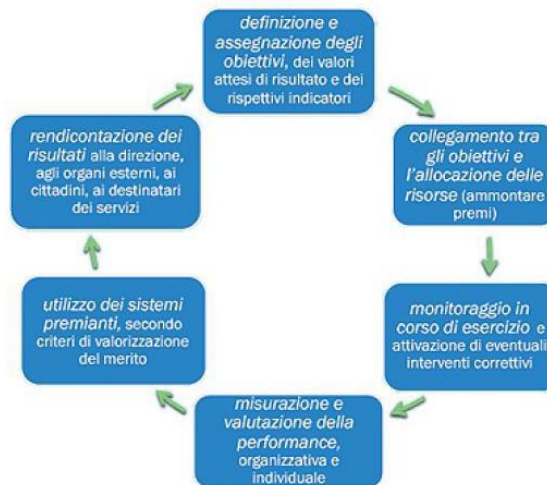 definizione e
assegnazione degli
obiettivi, dei valori
attesi di risultato e dei
rispettivi indicatori
collegamento tra
gli obiettivi e
l'allocazione delle
risorse (ammontare
premi)
monitoraggio in
corso di esercizio e
attivazione di eventuali
interventi correttivi
misurazione e
valutazione della
performance,
organizzativa e
individuale
utilizzo dei sistemi
premianti, secondo
criteri di valorizzazione
del merito
rendicontazione dei
risultati alla direzione,
agli organi esterni, ai
cittadini, ai destinatari
dei servizi